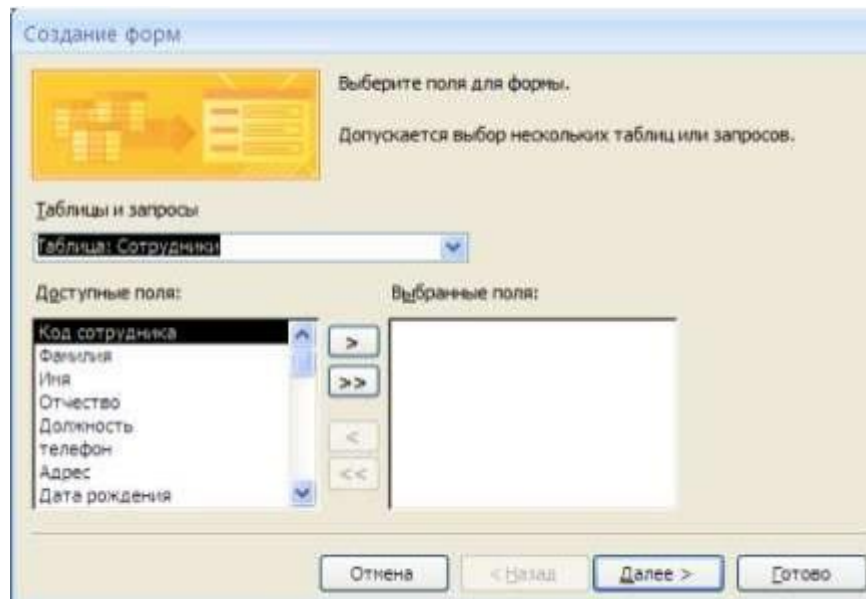 Создание форм
Выберите поля для формы.
Допускается выбор нескольких таблиц или запросов.
Таблицы и запросы
Таблица: Сотрудники
Доступные поля:
Выбранные поля:
Код сотрудника
Фамилия
Имя
Отчество
Должность
телефон
Адрес
Дата рождения
>
>>
<
<<
Отмена
< Назад
Далее >
Готово